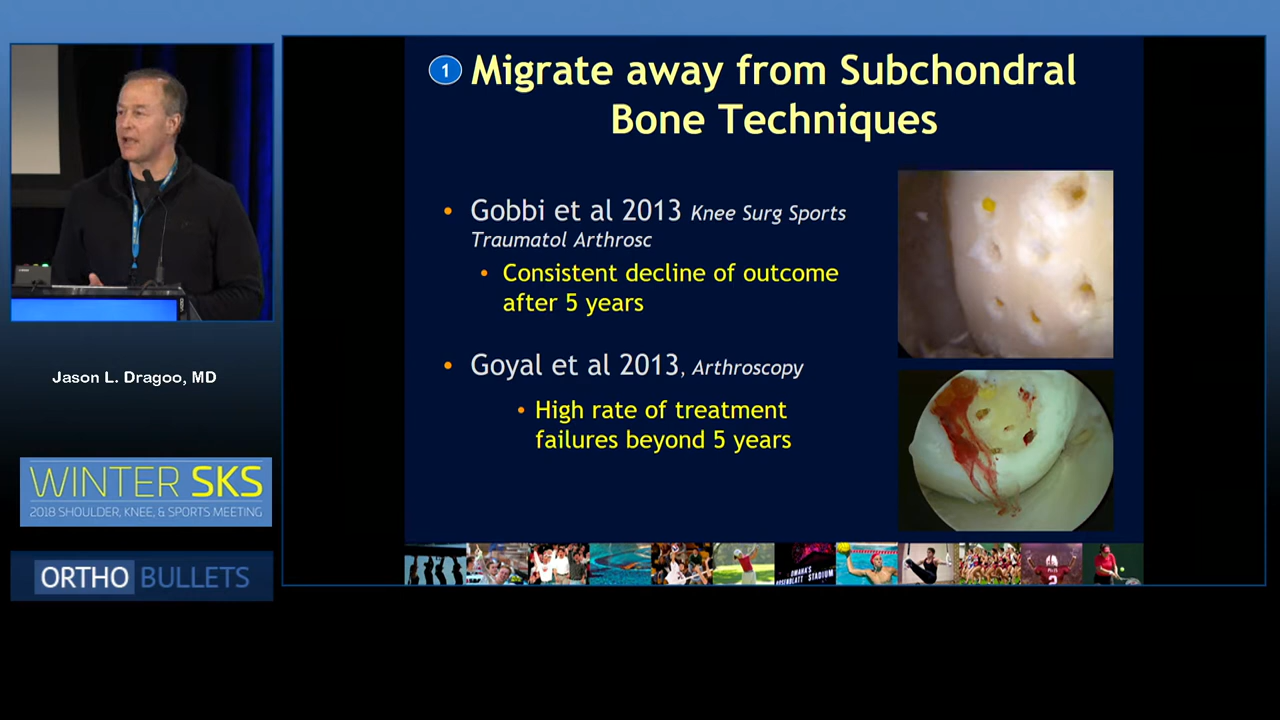 1 Migrate away from Subchondral
Bone Techniques
• Gobbi et al 2013 Knee Surg Sports
Traumatol Arthrosc
• Consistent decline of outcome
after 5 years
• Goyal et al 2013, Arthroscopy
• High rate of treatment
failures beyond 5 years
Jason L. Dragoo, MD
WINTER SKS
2018 SHOULDER, KNEE, & SPORTS MEETING
ORTHO BULLETS